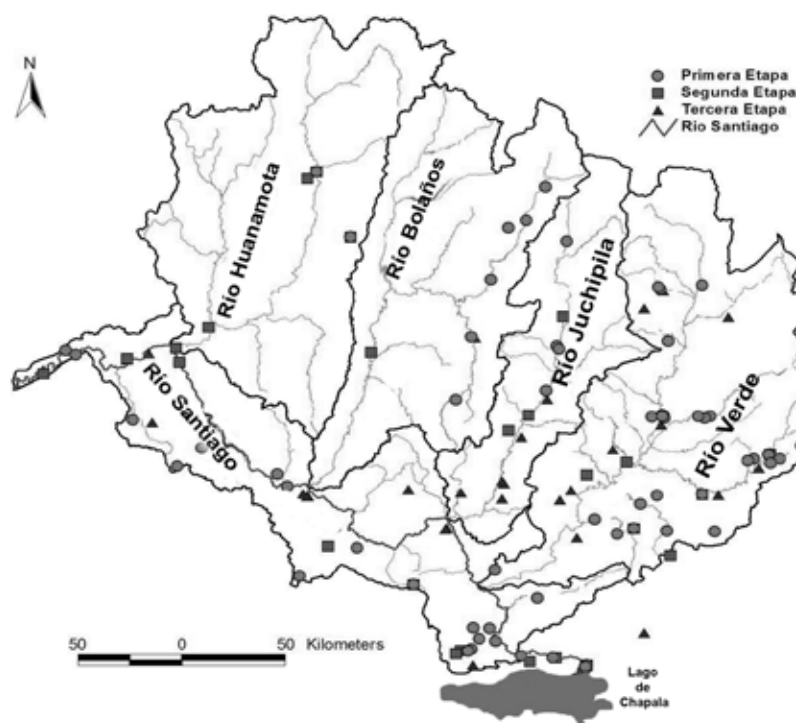 N
Primera Etapa
Segunda Etapa
Tercera Etapa
Río Santiago
Río Huanamota
Río Bolaños
Río Juchipila
Río Verde
Río Santiago
50 0 50 Kilometers
Lago
de
Chapala